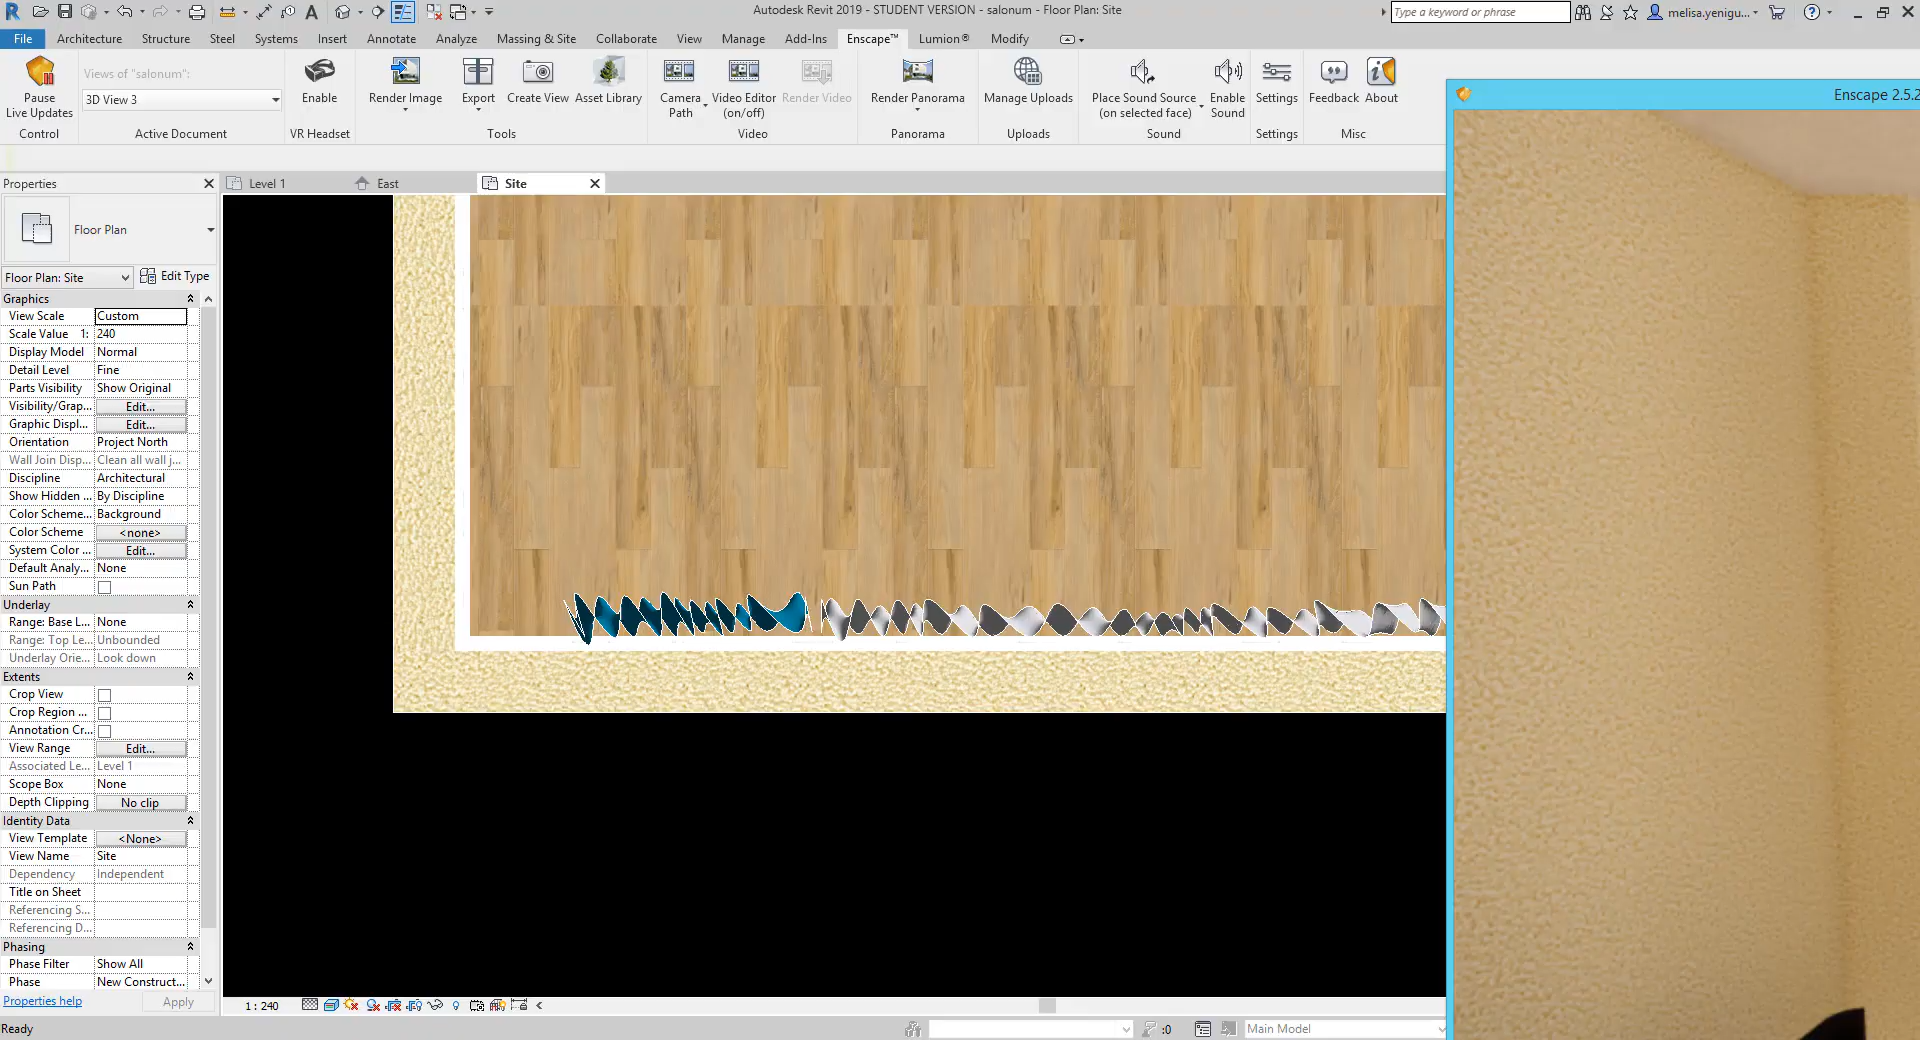 Autodesk Revit 2019 - STUDENT VERSION - salonum - Floor Plan: Site
Type a keyword or phrase
melisa.yenigu...
File Architecture Structure Steel Systems Insert Annotate Analyze Massing & Site Collaborate View Manage Add-Ins Enscape™ Lumion® Modify
Pause
Live Updates
Control
Views of "salonum":
3D View 3
Active Document
Enable
VR Headset
Render Image
Export
Create View
Asset Library
Tools
Camera
Path
Video Editor
(on/off)
Render Video
Video
Render Panorama
Panorama
Manage Uploads
Uploads
Place Sound Source
(on selected face)
Enable
Sound
Sound
Settings
Settings
Feedback
About
Misc
Enscape 2.5.2
Properties
Level 1
East
Site
Floor Plan
Floor Plan: Site
Edit Type
Graphics
View Scale Custom
Scale Value 1: 240
Display Model Normal
Detail Level Fine
Parts Visibility Show Original
Visibility/Grap... Edit...
Graphic Displ... Edit...
Orientation Project North
Wall Join Disp... Clean all wall j...
Discipline Architectural
Show Hidden ... By Discipline
Color Scheme... Background
Color Scheme <none>
System Color ... Edit...
Default Analy... None
Sun Path
Underlay
Range: Base L... None
Range: Top Le... Unbounded
Underlay Orie... Look down
Extents
Crop View
Crop Region ...
Annotation Cr...
View Range Edit...
Associated Le... Level 1
Scope Box None
Depth Clipping No clip
Identity Data
View Template <None>
View Name Site
Dependency Independent
Title on Sheet
Referencing S...
Referencing D...
Phasing
Phase Filter Show All
Phase New Construct...
Properties help
Apply
1 : 240
Ready
:0
Main Model